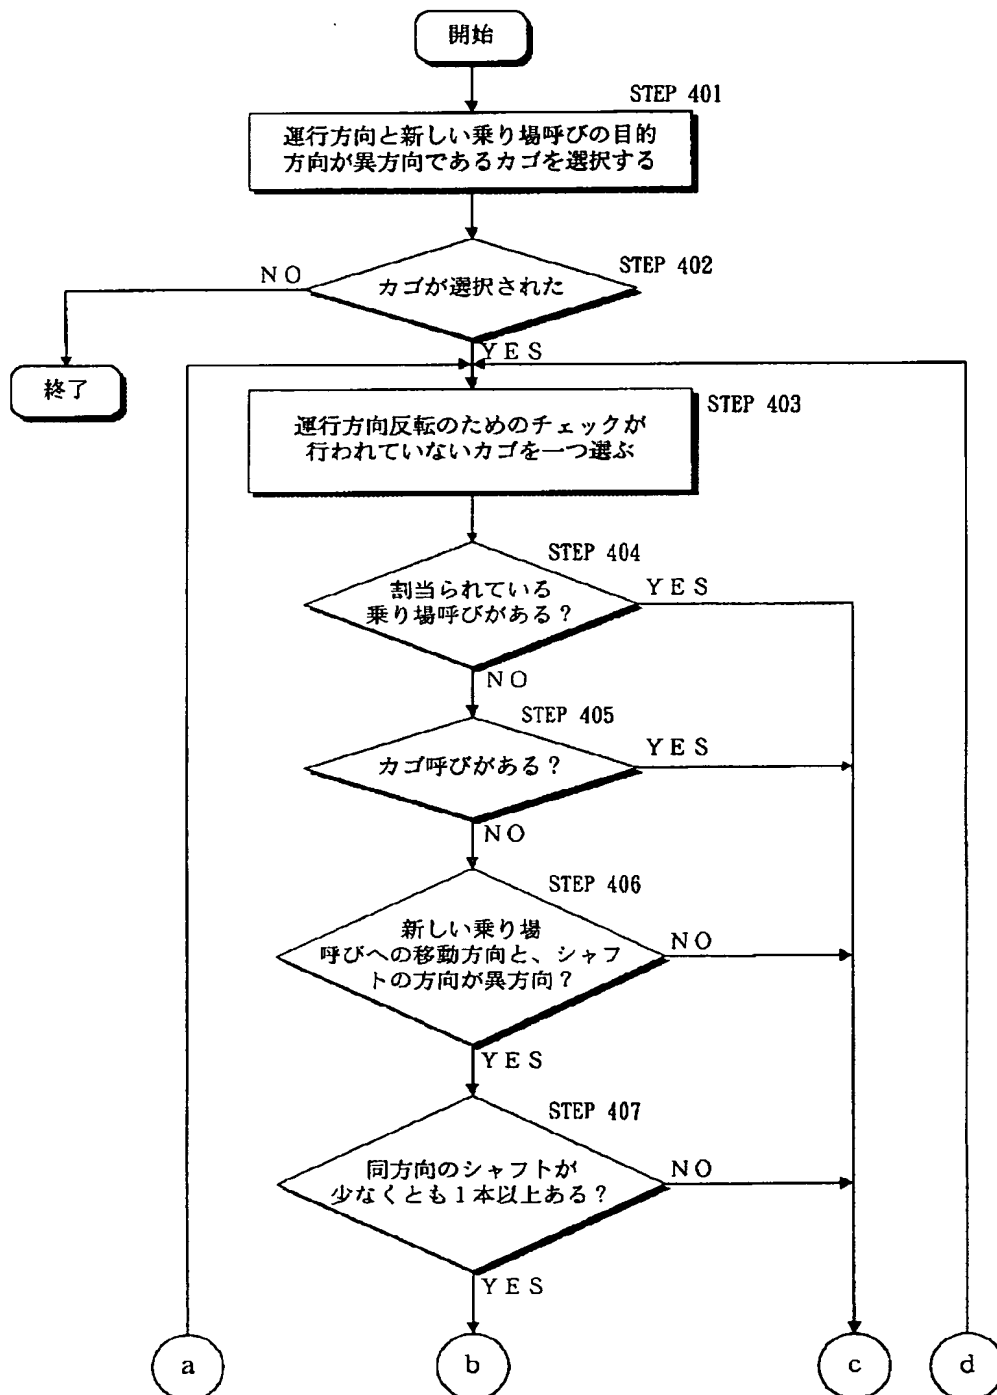 開始
STEP 401
運行方向と新しい乗り場呼びの目的
方向が異方向であるカゴを選択する
STEP 402
NO
カゴが選択された
YES
終了
STEP 403
運行方向反転のためのチェックが
行われていないカゴを一つ選ぶ
STEP 404
割当られている
乗り場呼びがある？
YES
NO
STEP 405
カゴ呼びがある？
YES
NO
STEP 406
新しい乗り場
呼びへの移動方向と、シャフ
トの方向が異方向？
NO
YES
STEP 407
同方向のシャフトが
少なくとも１本以上ある？
NO
YES
a
b
c
d